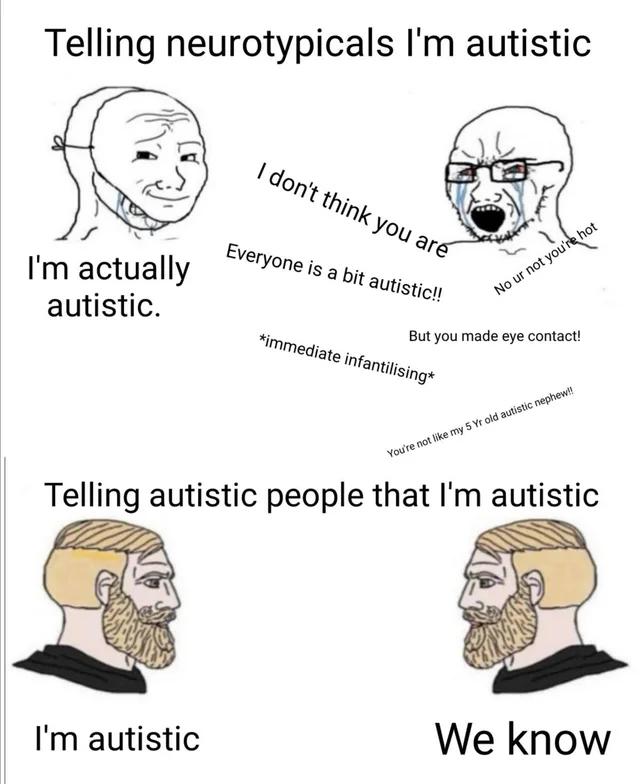 Telling neurotypicals I'm autistic
I don't think you are
I'm actually
autistic.
Everyone is a bit autistic!!
No ur not you're hot
But you made eye contact!
*immediate infantilising*
You're not like my 5 Yr old autistic nephew!!
Telling autistic people that I'm autistic
I'm autistic
We know